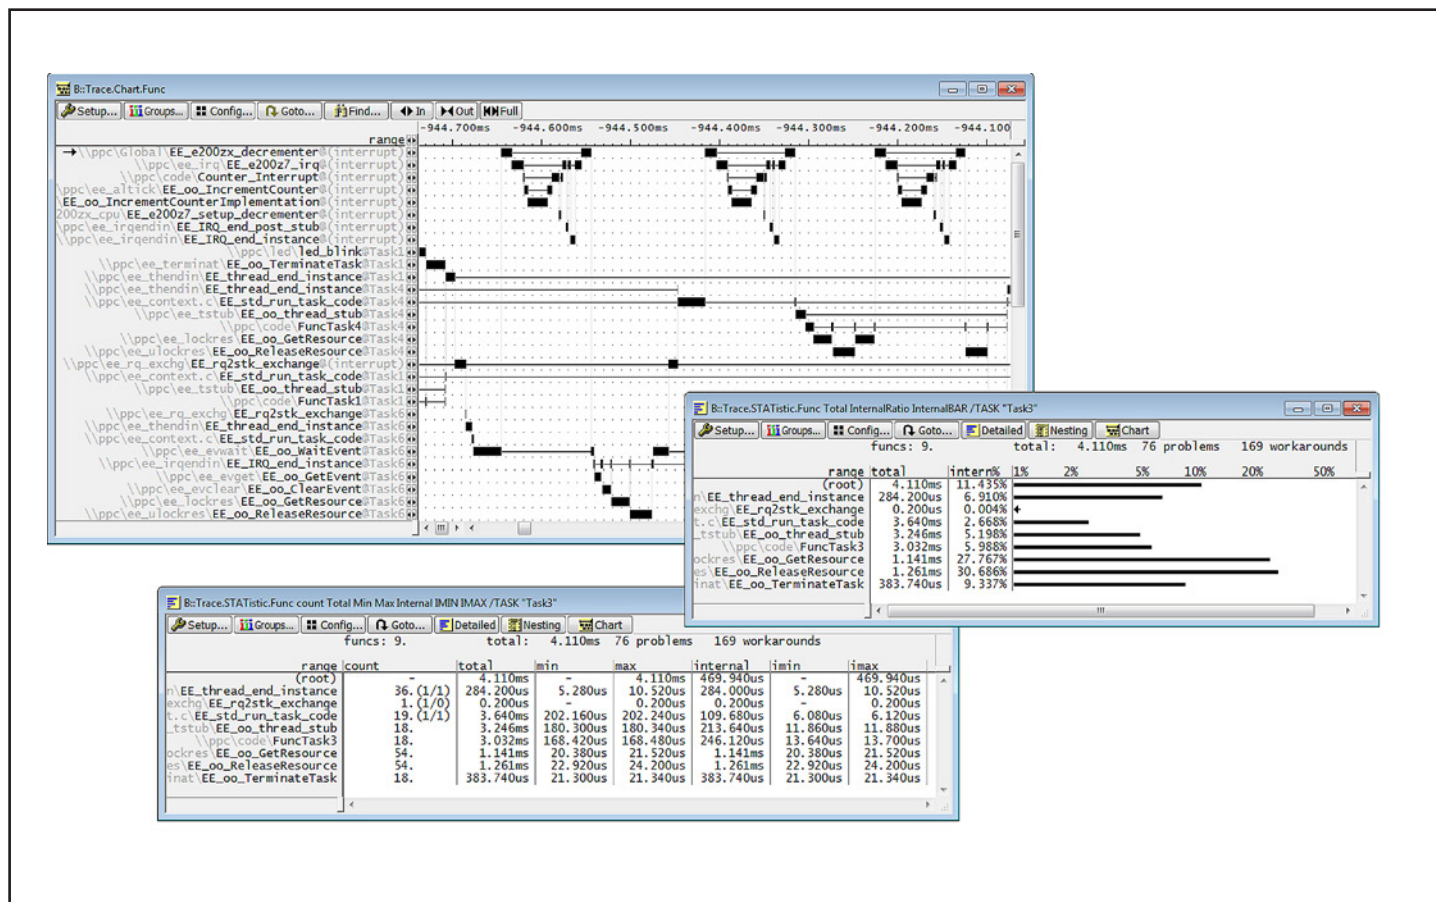 B::Trace.Chart.Func
Setup... Groups... Config... Goto... Find... In Out Full
-944.700ms -944.600ms -944.500ms -944.400ms -944.300ms -944.200ms -944.100
range
\\ppc\Global\EE_e200zx_decrementer@(interrupt)
\\ppc\ee_irq\EE_e200z7_irq@(interrupt)
\\ppc\code\Counter_Interrupt@(interrupt)
\ppc\ee_altick\EE_oo_IncrementCounter@(interrupt)
EE_oo_IncrementCounterImplementation@(interrupt)
200zx_cpu\EE_e200z7_setup_decrementer@(interrupt)
\ppc\ee_irqendin\EE_IRQ_end_post_stub@(interrupt)
\\ppc\ee_irqendin\EE_IRQ_end_instance@(interrupt)
\\ppc\led\led_blink@Task1
\\ppc\ee_terminat\EE_oo_TerminateTask@Task1
\\ppc\ee_thendin\EE_thread_end_instance@Task1
\\ppc\ee_thendin\EE_thread_end_instance@Task4
\\ppc\ee_context.c\EE_std_run_task_code@Task4
\\ppc\ee_tstub\EE_oo_thread_stub@Task4
\\ppc\code\FuncTask4@Task4
\\ppc\ee_lockres\EE_oo_GetResource@Task4
\\ppc\ee_ulockres\EE_oo_ReleaseResource@Task4
\\ppc\ee_rq_exchg\EE_rq2stk_exchange@(interrupt)
\\ppc\ee_context.c\EE_std_run_task_code@Task1
\\ppc\ee_tstub\EE_oo_thread_stub@Task1
\\ppc\code\FuncTask1@Task1
\\ppc\ee_rq_exchg\EE_rq2stk_exchange@Task6
\\ppc\ee_thendin\EE_thread_end_instance@Task6
\\ppc\ee_context.c\EE_std_run_task_code@Task6
\\ppc\ee_evwait\EE_oo_WaitEvent@Task6
\\ppc\ee_irqendin\EE_IRQ_end_instance@Task6
\\ppc\ee_evget\EE_oo_GetEvent@Task6
\\ppc\ee_evclear\EE_oo_ClearEvent@Task6
\\ppc\ee_lockres\EE_oo_GetResource@Task6
\\ppc\ee_ulockres\EE_oo_ReleaseResource@Task6
B::Trace.STATistic.Func Total InternalRatio InternalBAR /TASK "Task3"
Setup... Groups... Config... Goto... Detailed Nesting Chart
funcs: 9. total: 4.110ms 76 problems 169 workarounds
range total intern% 1% 2% 5% 10% 20% 50%
(root) 4.110ms 11.435%
n\EE_thread_end_instance 284.200us 6.910%
exchg\EE_rq2stk_exchange 0.200us 0.004%
t.c\EE_std_run_task_code 3.640ms 2.668%
_tstub\EE_oo_thread_stub 3.246ms 5.198%
\\ppc\code\FuncTask3 3.032ms 5.988%
ockres\EE_oo_GetResource 1.141ms 27.767%
es\EE_oo_ReleaseResource 1.261ms 30.686%
inat\EE_oo_TerminateTask 383.740us 9.337%
B::Trace.STATistic.Func count Total Min Max Internal IMIN IMAX /TASK "Task3"
Setup... Groups... Config... Goto... Detailed Nesting Chart
funcs: 9. total: 4.110ms 76 problems 169 workarounds
range count total min max internal imin imax
(root) - 4.110ms - 4.110ms 469.940us - 469.940us
n\EE_thread_end_instance 36.(1/1) 284.200us 5.280us 10.520us 284.000us 5.280us 10.520us
exchg\EE_rq2stk_exchange 1.(1/0) 0.200us - 0.200us 0.200us - 0.200us
t.c\EE_std_run_task_code 19.(1/1) 3.640ms 202.160us 202.240us 109.680us 6.080us 6.120us
_tstub\EE_oo_thread_stub 18. 3.246ms 180.300us 180.340us 213.640us 11.860us 11.880us
\\ppc\code\FuncTask3 18. 3.032ms 168.420us 168.480us 246.120us 13.640us 13.700us
ockres\EE_oo_GetResource 54. 1.141ms 20.380us 21.520us 1.141ms 20.380us 21.520us
es\EE_oo_ReleaseResource 54. 1.261ms 22.920us 24.200us 1.261ms 22.920us 24.200us
inat\EE_oo_TerminateTask 18. 383.740us 21.300us 21.340us 383.740us 21.300us 21.340us